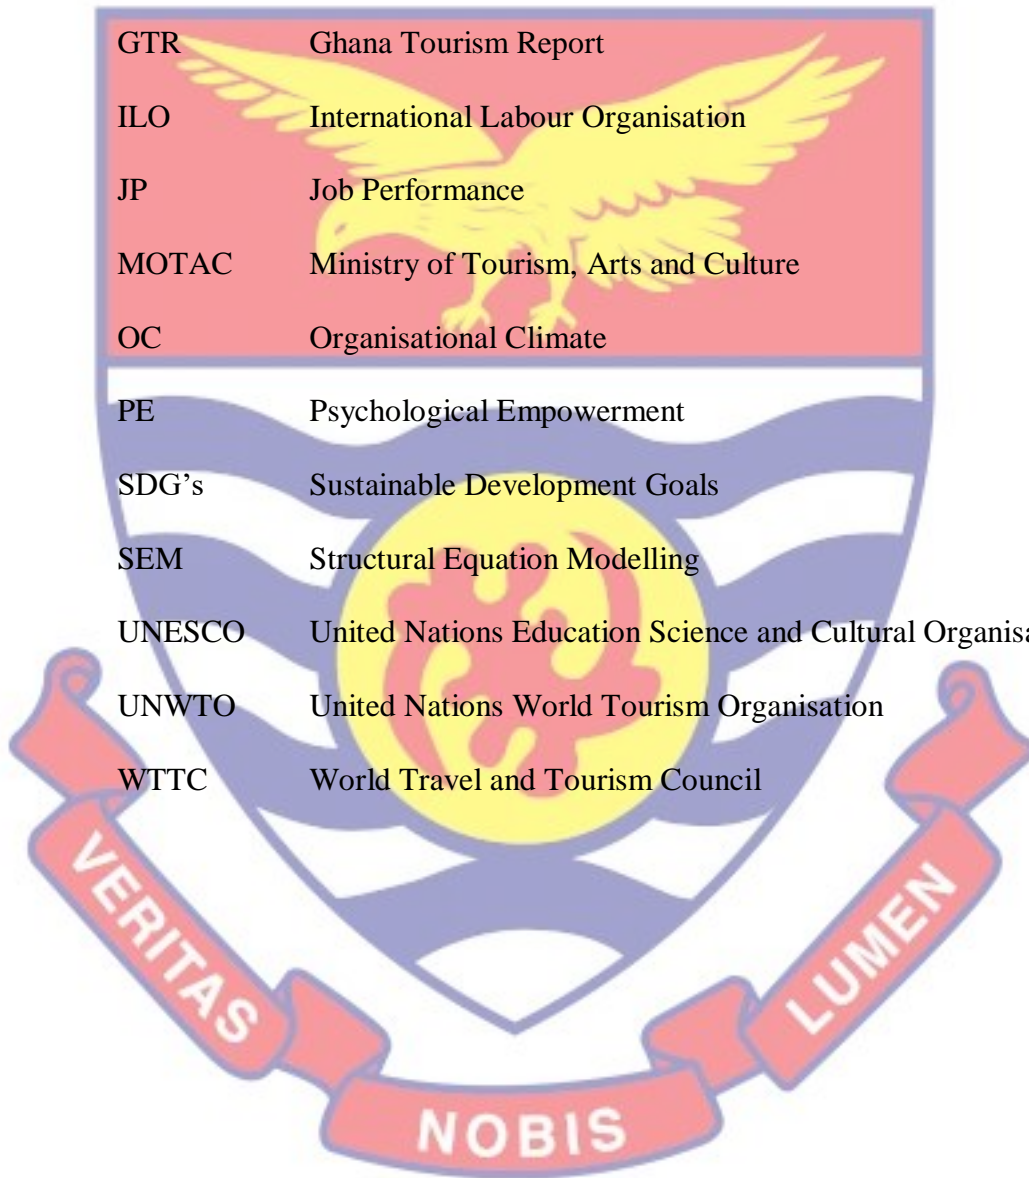 GTR Ghana Tourism Report
ILO International Labour Organisation
JP Job Performance
MOTAC Ministry of Tourism, Arts and Culture
OC Organisational Climate
PE Psychological Empowerment
SDG’s Sustainable Development Goals
SEM Structural Equation Modelling
UNESCO United Nations Education Science and Cultural Organisa
UNWTO United Nations World Tourism Organisation
WTTC World Travel and Tourism Council
VERITAS
NOBIS
LUMEN